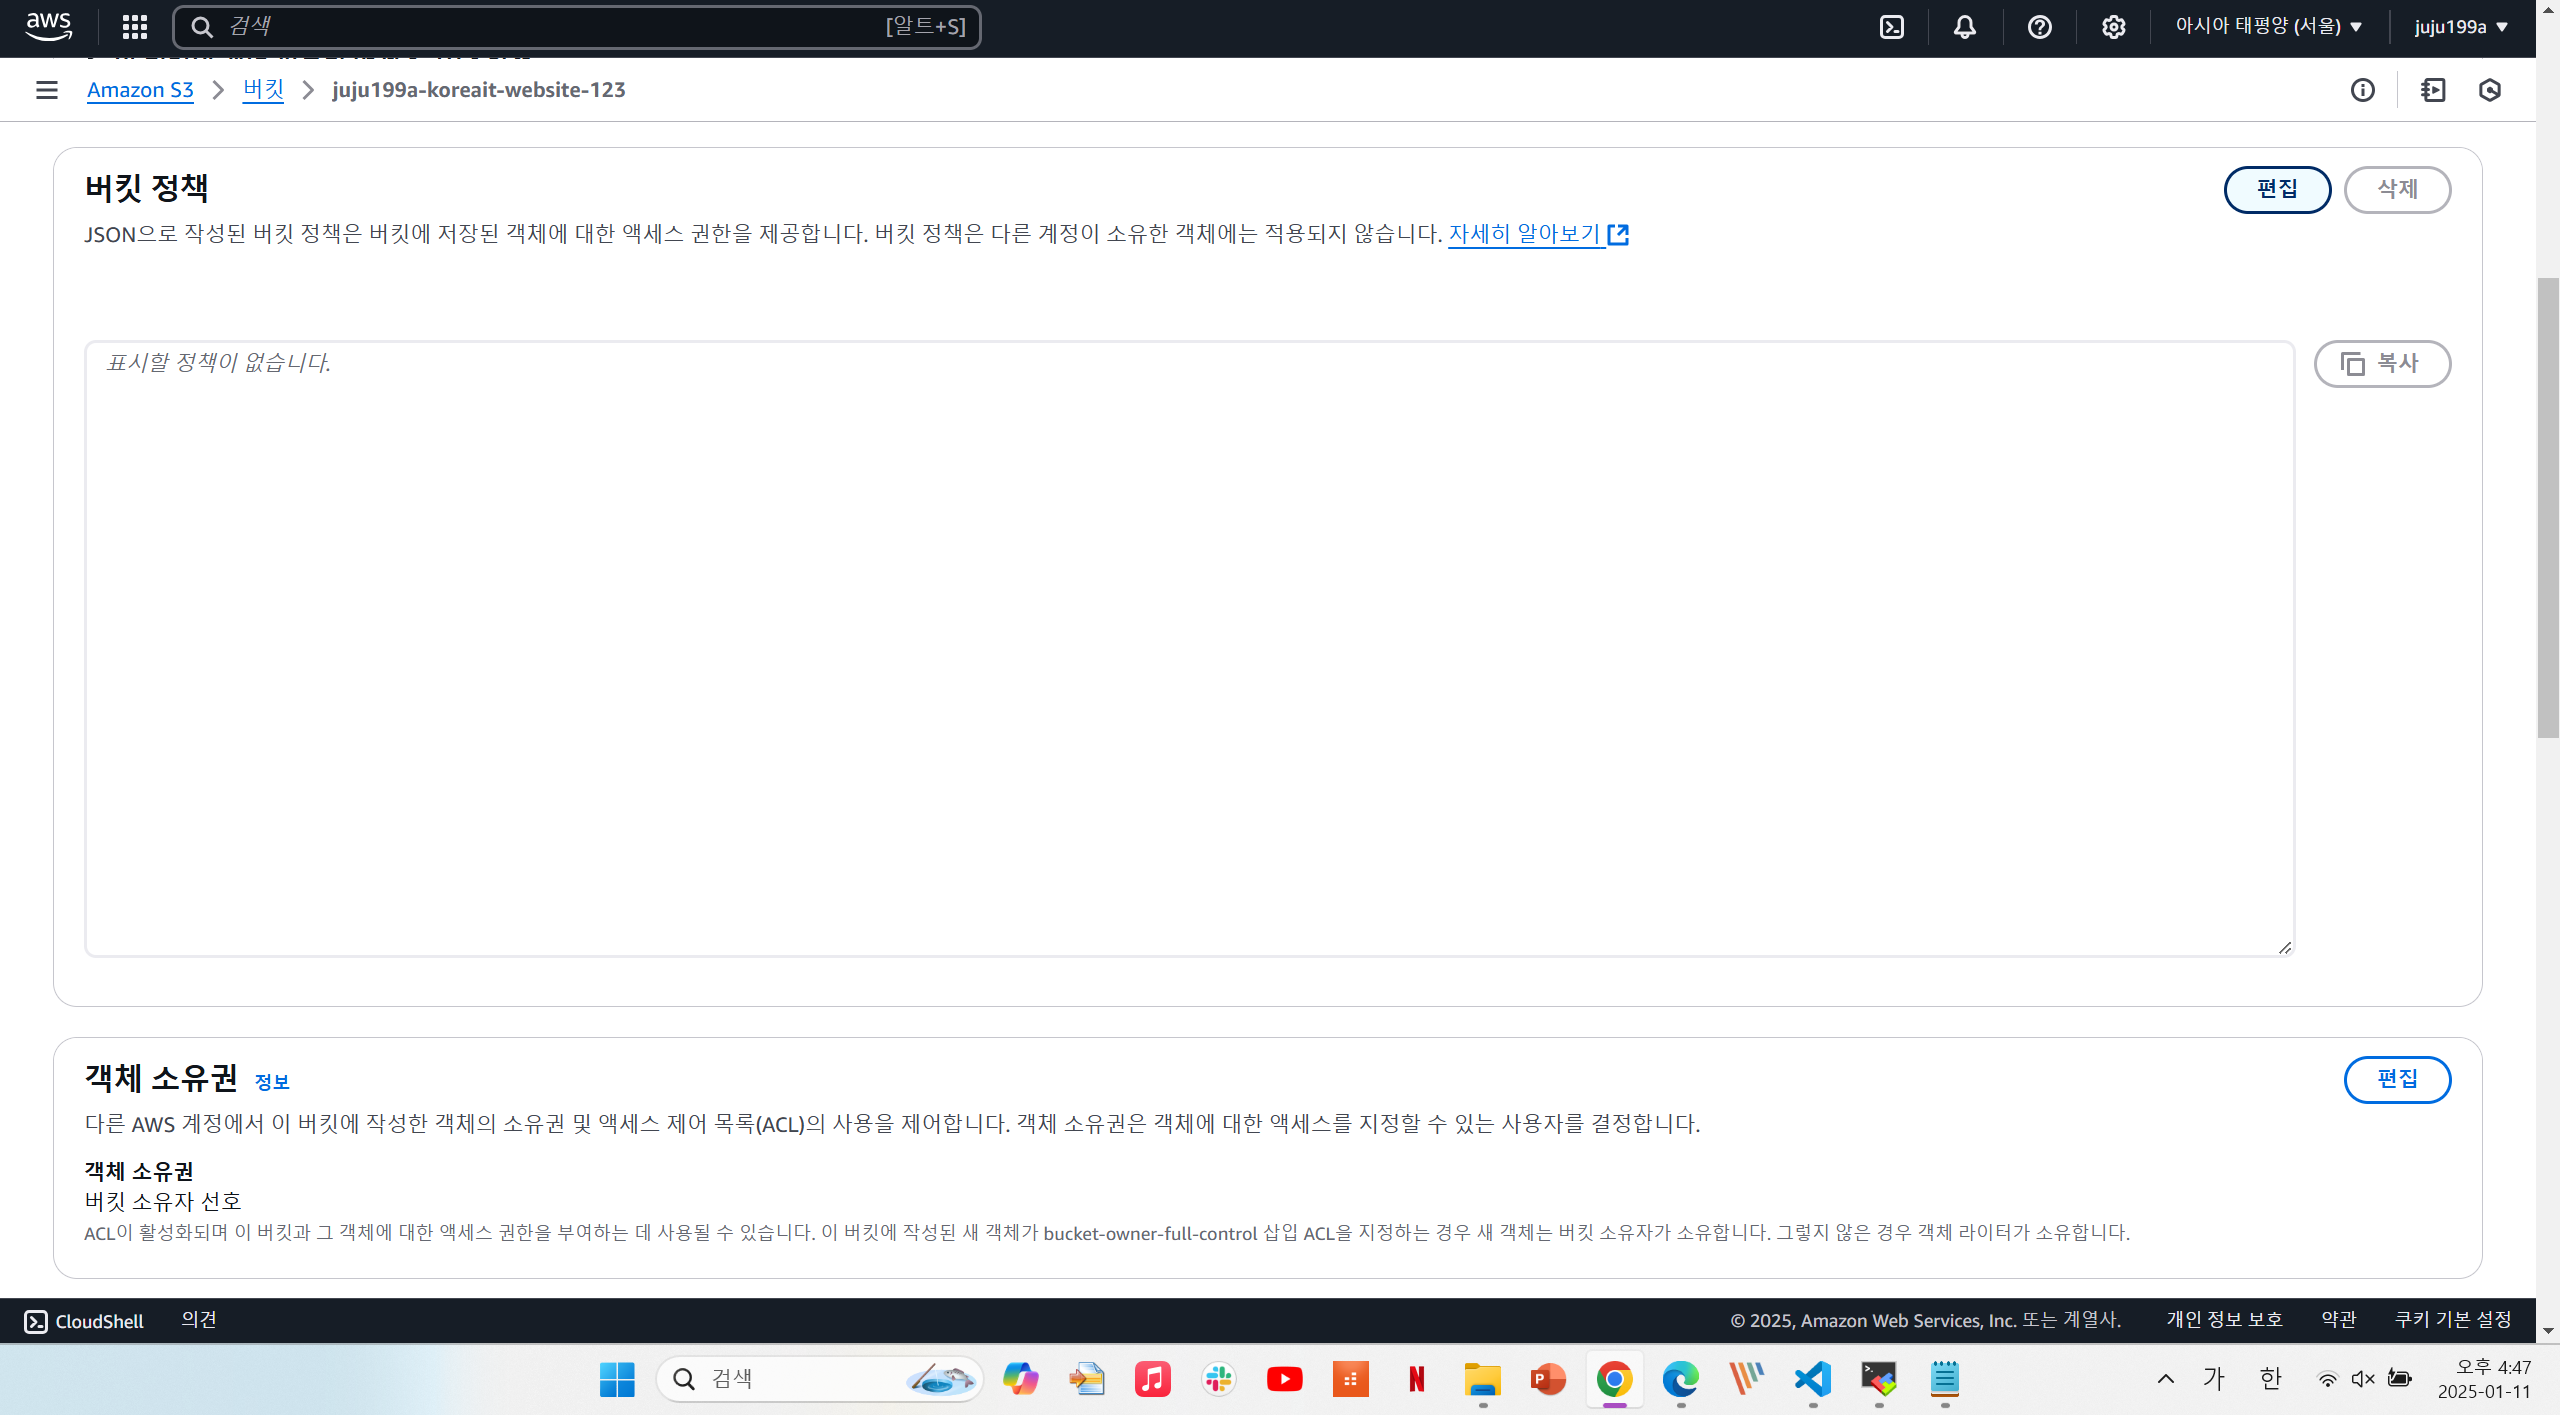 aws
검색
[알트+S]
아시아 태평양 (서울)
juju199a
Amazon S3
버킷
juju199a-koreait-website-123
버킷 정책
편집
삭제
JSON으로 작성된 버킷 정책은 버킷에 저장된 객체에 대한 액세스 권한을 제공합니다. 버킷 정책은 다른 계정이 소유한 객체에는 적용되지 않습니다. 자세히 알아보기
표시할 정책이 없습니다.
복사
객체 소유권 정보
편집
다른 AWS 계정에서 이 버킷에 작성한 객체의 소유권 및 액세스 제어 목록(ACL)의 사용을 제어합니다. 객체 소유권은 객체에 대한 액세스를 지정할 수 있는 사용자를 결정합니다.
객체 소유권
버킷 소유자 선호
ACL이 활성화되며 이 버킷과 그 객체에 대한 액세스 권한을 부여하는 데 사용될 수 있습니다. 이 버킷에 작성된 새 객체가 bucket-owner-full-control 삽입 ACL을 지정하는 경우 새 객체는 버킷 소유자가 소유합니다. 그렇지 않은 경우 객체 라이터가 소유합니다.
CloudShell
의견
© 2025, Amazon Web Services, Inc. 또는 계열사.
개인 정보 보호
약관
쿠키 기본 설정
검색
가
한
오후 4:47
2025-01-11